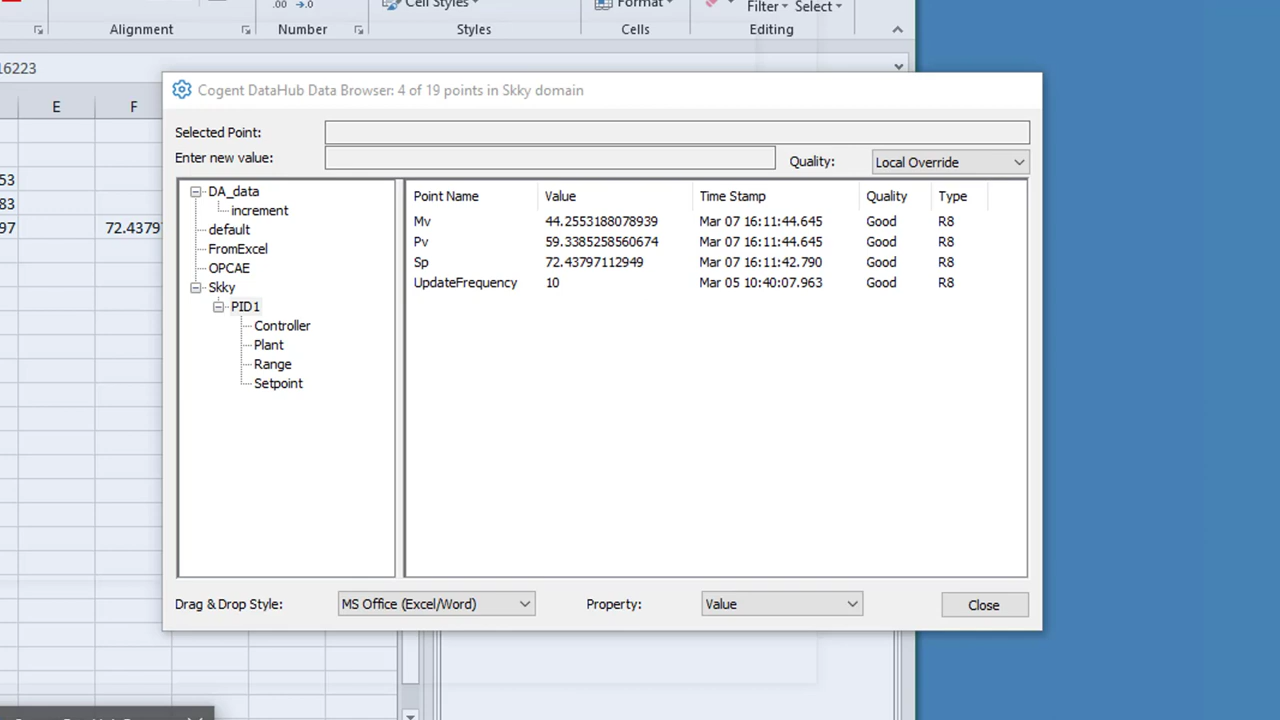 .00 →.0 Cell Styles Format Filter Select
Alignment Number Styles Cells Editing
16223
Cogent DataHub Data Browser: 4 of 19 points in Skky domain
E F
Selected Point:
Enter new value: Quality: Local Override
53
83
97 72.43797
DA_data
increment
default
FromExcel
OPCAE
Skky
PID1
Controller
Plant
Range
Setpoint
Point Name Value Time Stamp Quality Type
Mv 44.2553188078939 Mar 07 16:11:44.645 Good R8
Pv 59.3385258560674 Mar 07 16:11:44.645 Good R8
Sp 72.43797112949 Mar 07 16:11:42.790 Good R8
UpdateFrequency 10 Mar 05 10:40:07.963 Good R8
Drag & Drop Style: MS Office (Excel/Word) Property: Value Close